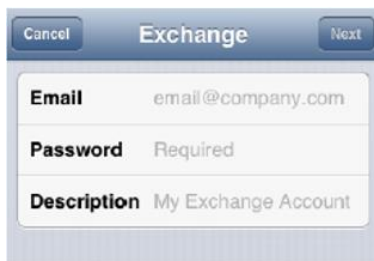 Cancel Exchange Next
Email email@company.com
Password Required
Description My Exchange Account